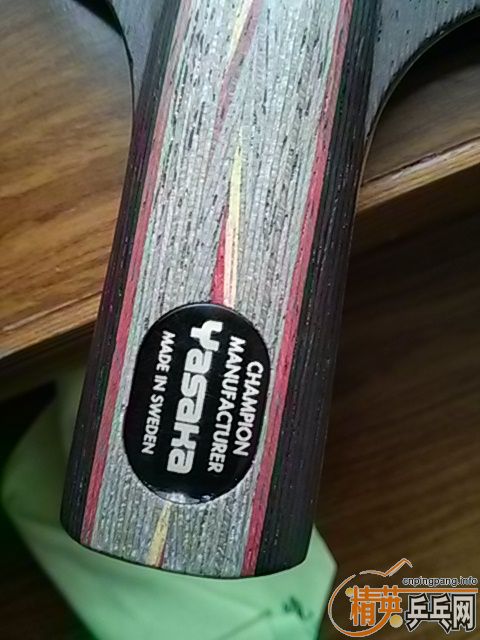 CHAMPION
MANUFACTURER
Yasaka
MADE IN SWEDEN
cnpingpang.info
精英乒乓网